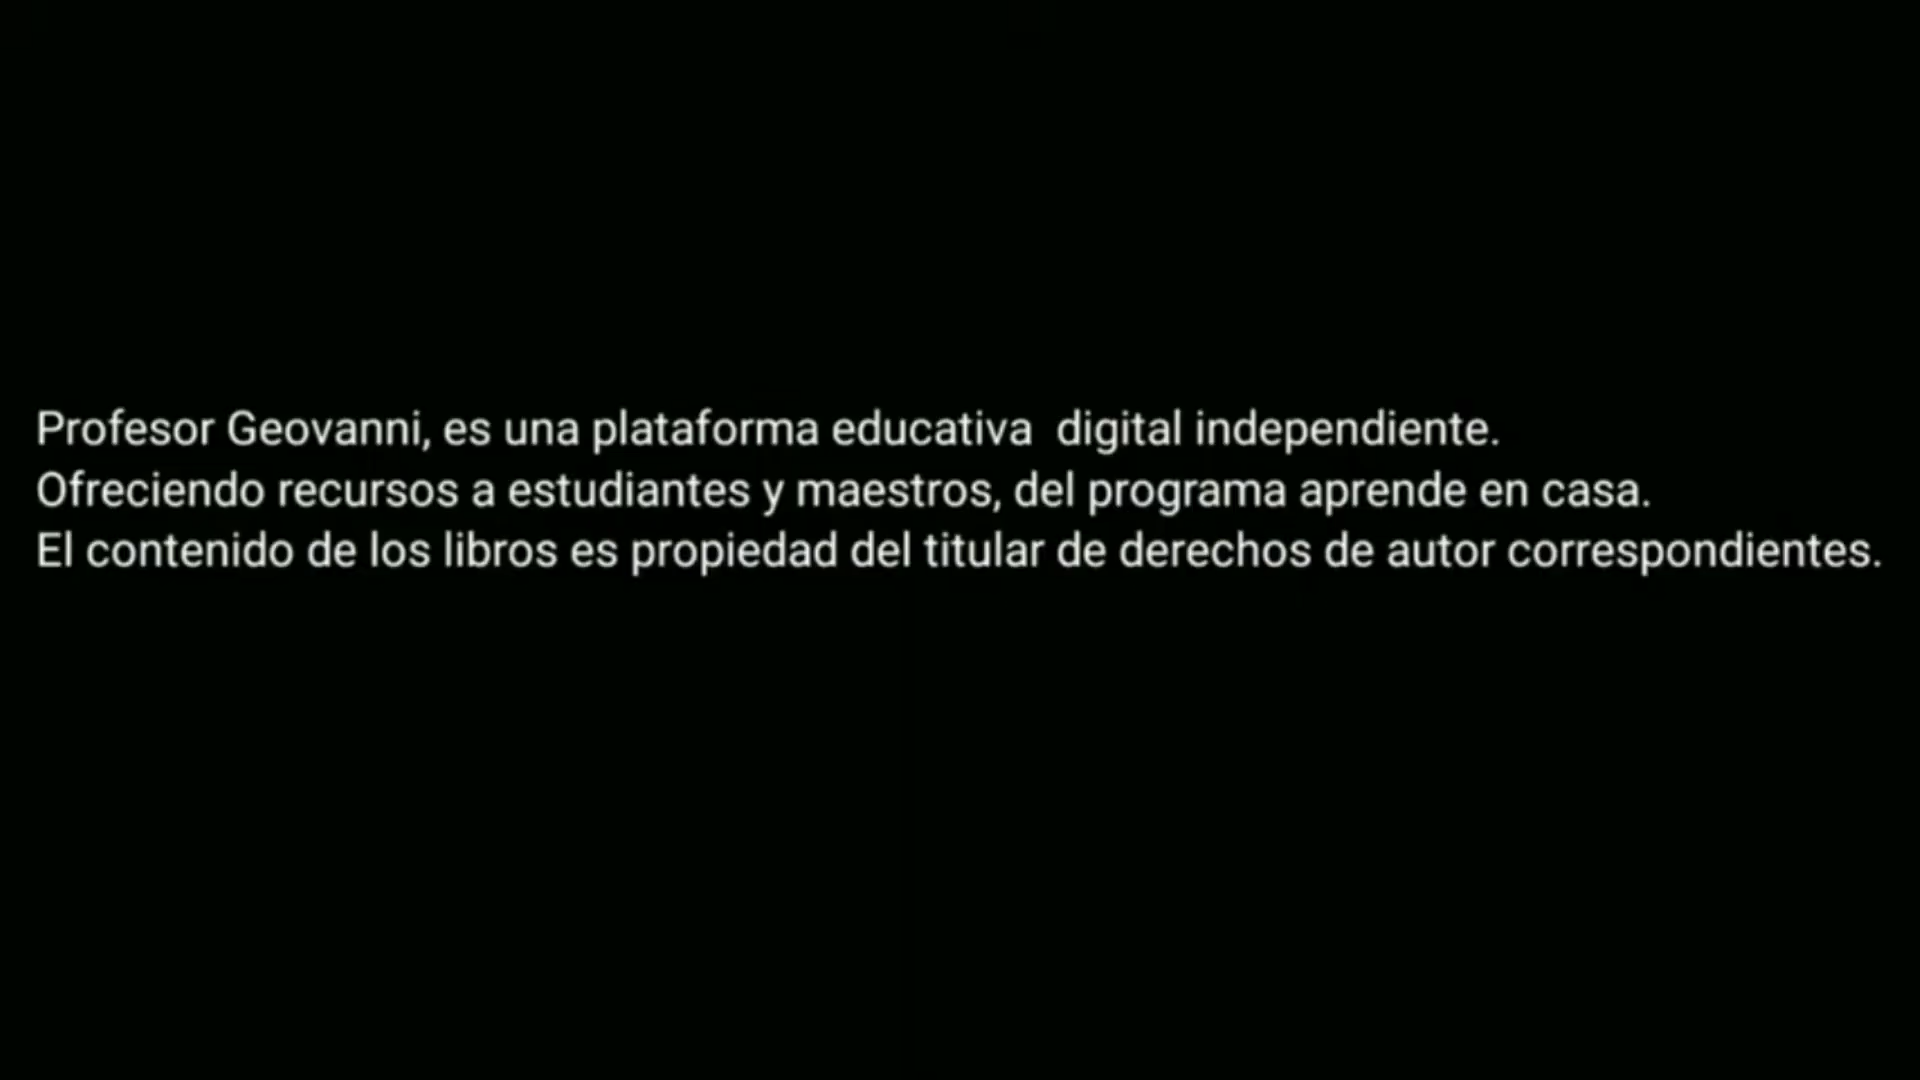 Profesor Geovanni, es una plataforma educativa  digital independiente.
Ofreciendo recursos a estudiantes y maestros, del programa aprende en casa.
El contenido de los libros es propiedad del titular de derechos de autor correspondientes.